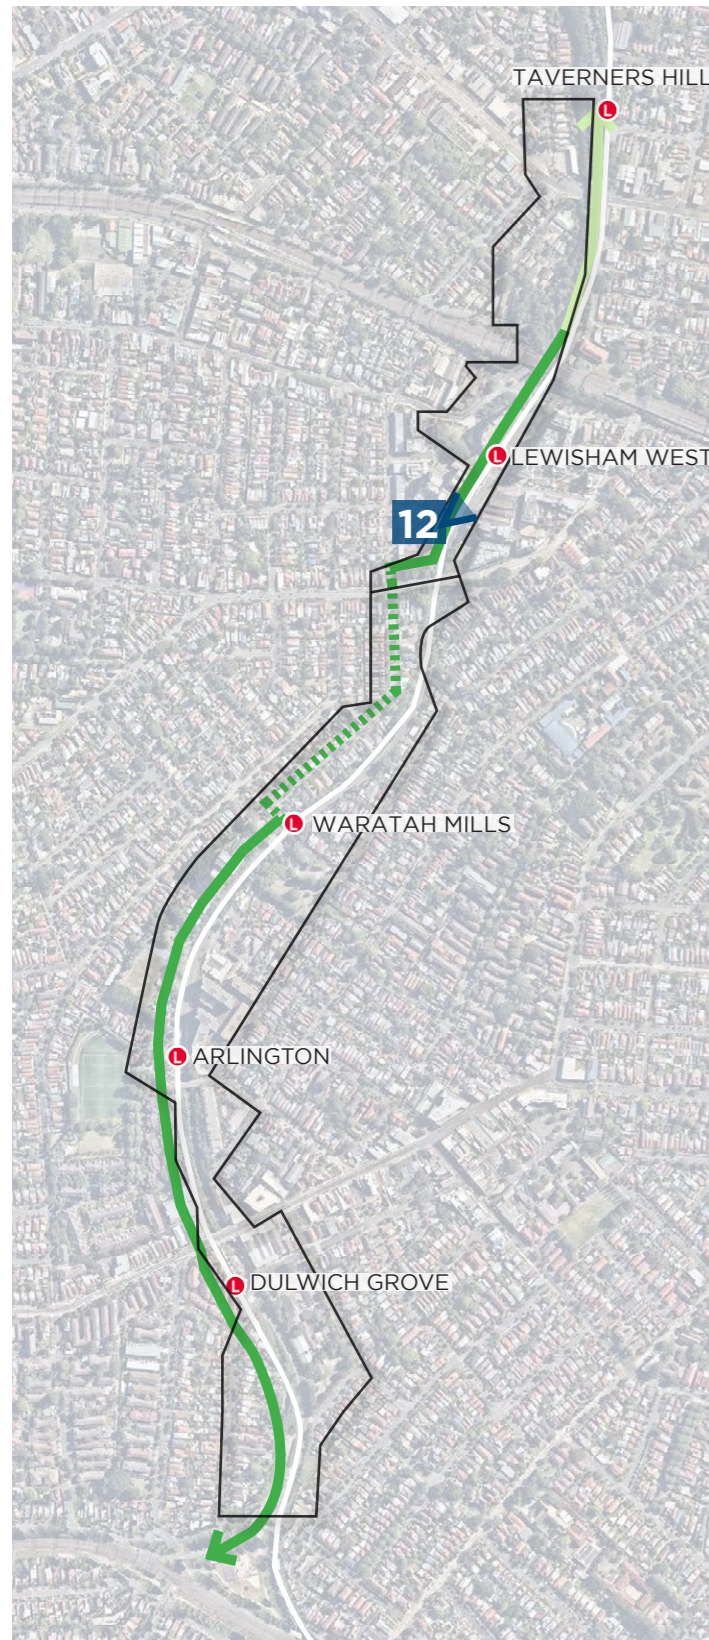 TAVERNERS HILL
L
L
LEWISHAM WEST
12
L
WARATAH MILLS
L
ARLINGTON
L
DULWICH GROVE